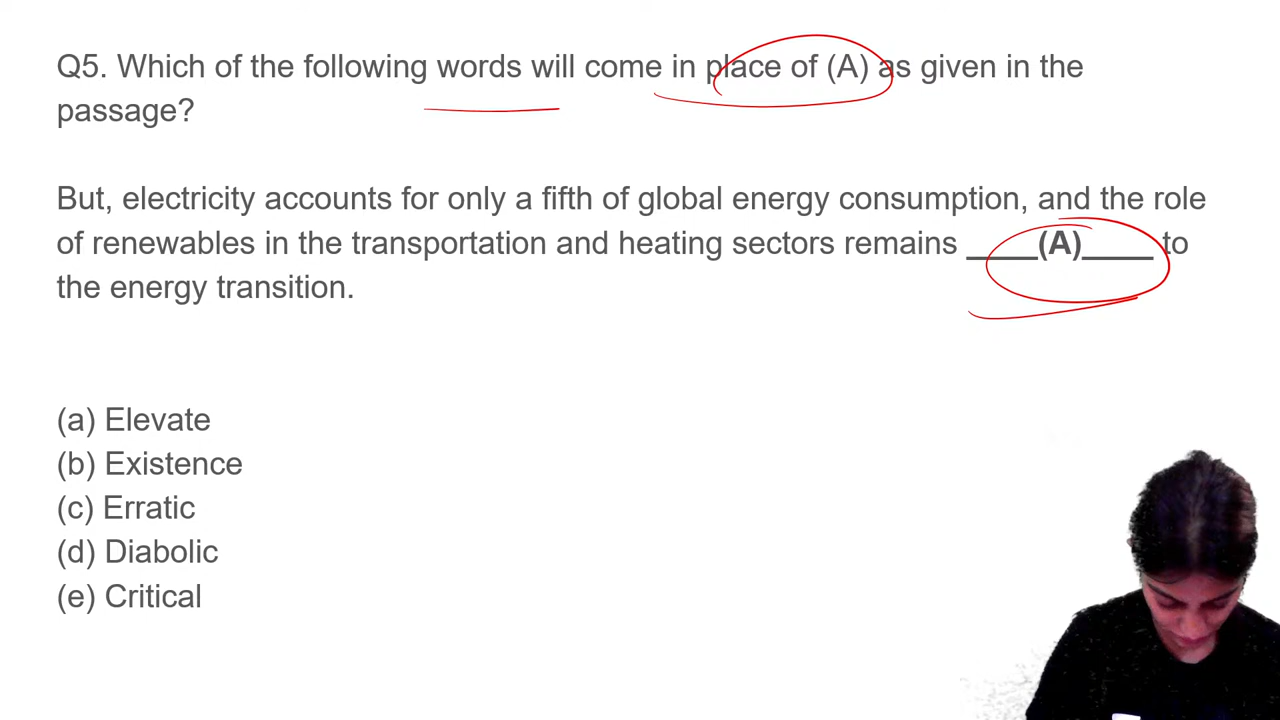 Q5. Which of the following words will come in place of (A) as given in the
passage?
But, electricity accounts for only a fifth of global energy consumption, and the role
of renewables in the transportation and heating sectors remains ____(A)____ to
the energy transition.
(a) Elevate
(b) Existence
(c) Erratic
(d) Diabolic
(e) Critical